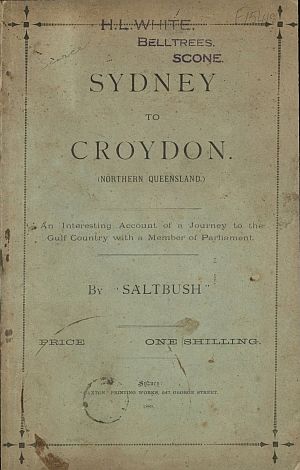 H.L. WHITE.
BELLTREES.
SCONE.
SYDNEY
TO
CROYDON.
(NORTHERN QUEENSLAND.)
An Interesting Account of a Journey to the
Gulf Country with a Member of Parliament.
BY "SALTBUSH"
PRICE ONE SHILLING.
Sydney:
PRINTING WORKS, 647 GEORGE STREET.